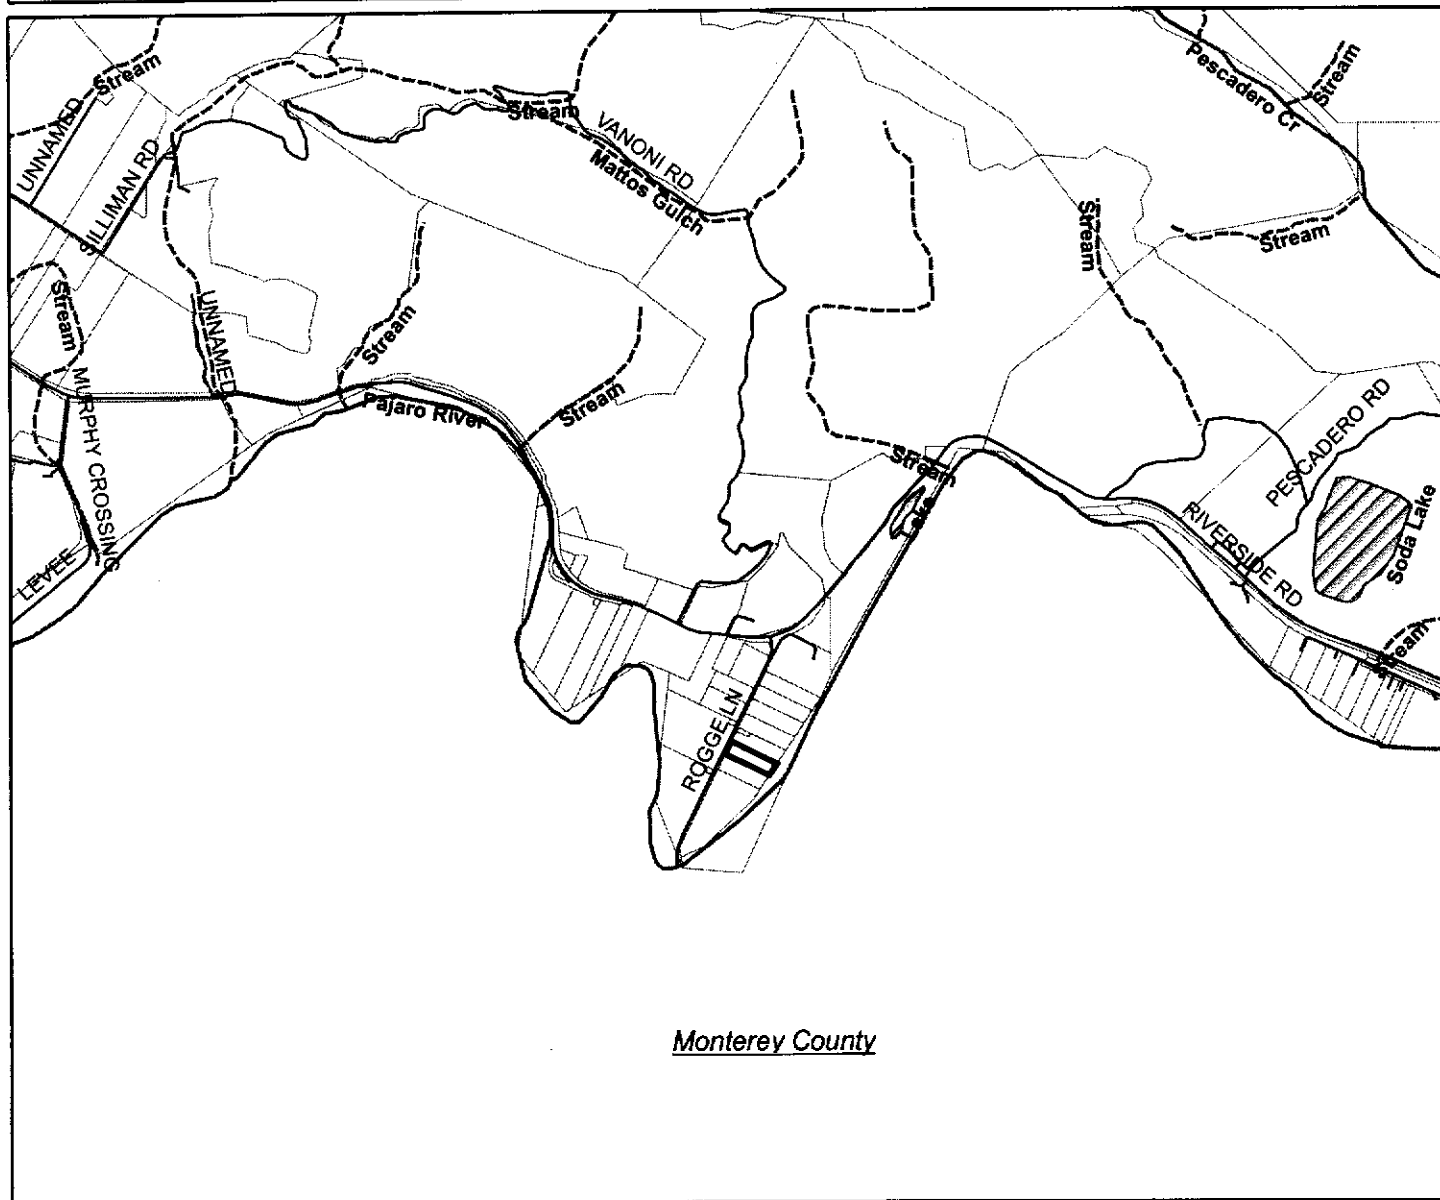 Stream
Pescadero Cr
Stream
UNNAMED
SILLIMAN RD
Stream
VANONI RD
Mattos Gulch
Stream
Stream
Stream
UNNAMED
Stream
MURPHY CROSSING
Pajaro River
Stream
PESCADERO RD
Stream
Lake
RIVERSIDE RD
Soda Lake
LEVEE
Stream
ROGGE LN
Monterey County